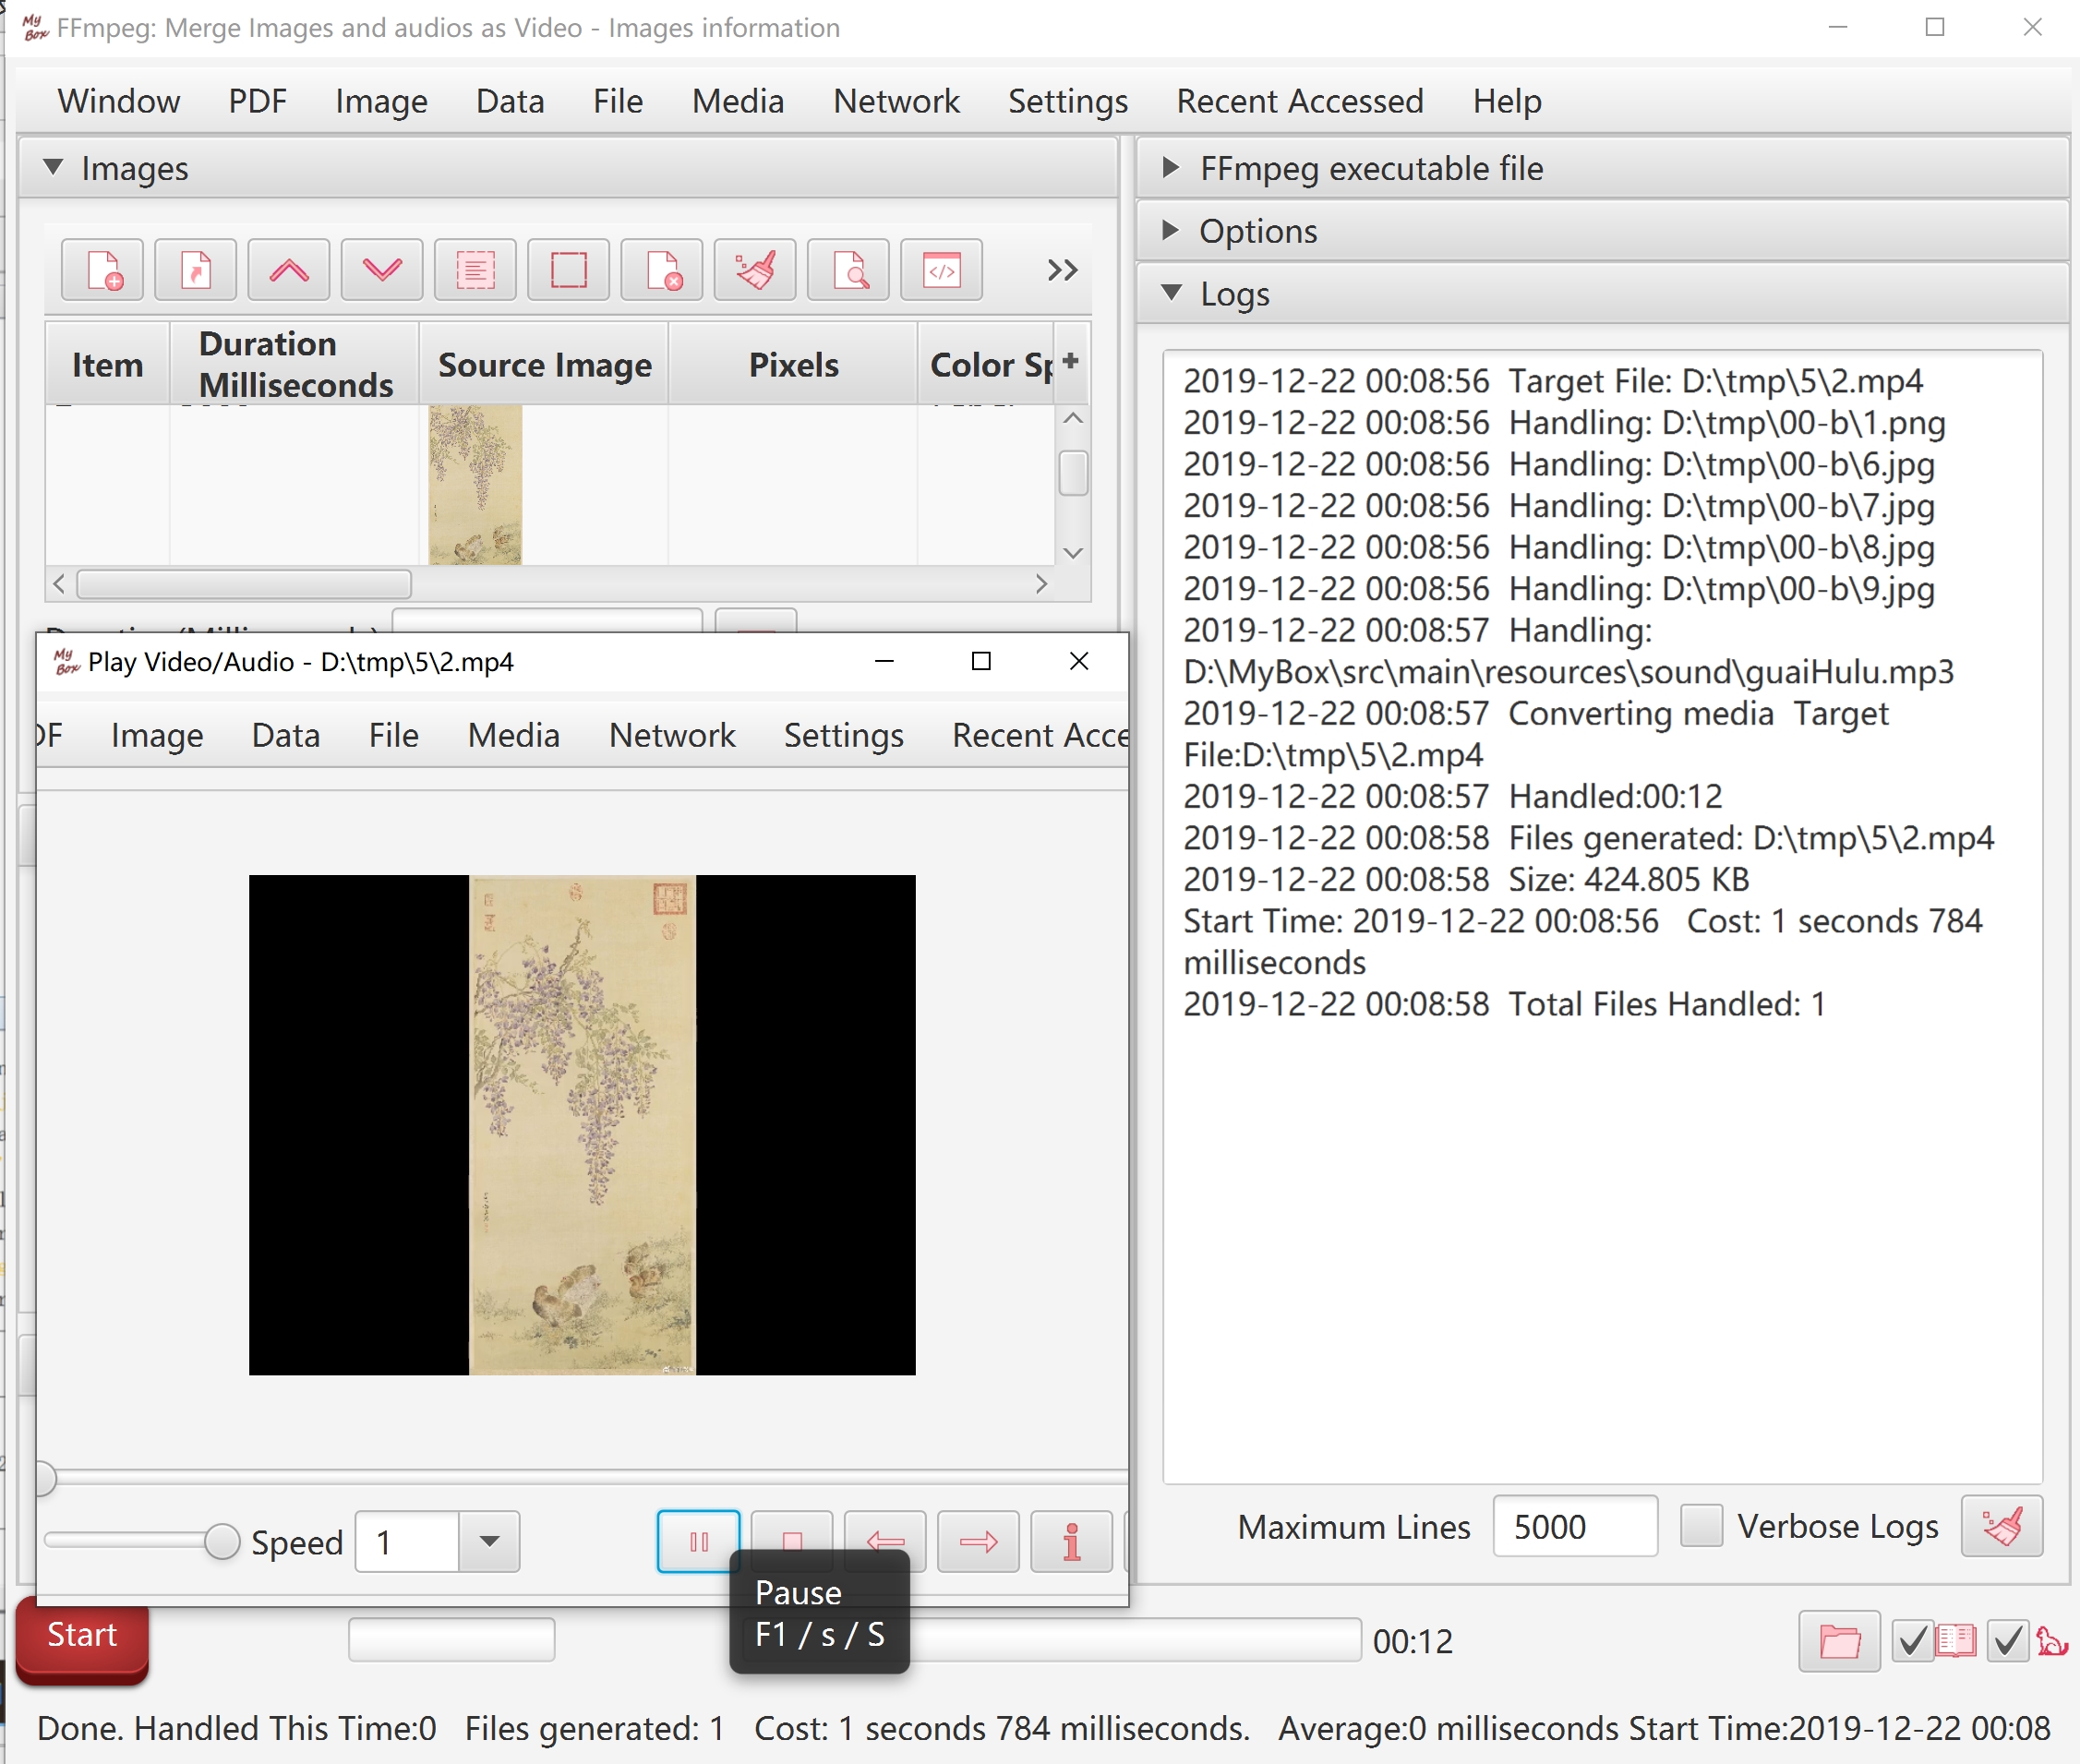 My Box FFmpeg: Merge Images and audios as Video - Images information
Window PDF Image Data File Media Network Settings Recent Accessed Help
Images
Item Duration Milliseconds Source Image Pixels Color Sp
FFmpeg executable file
Options
Logs
2019-12-22 00:08:56 Target File: D:\tmp\5\2.mp4
2019-12-22 00:08:56 Handling: D:\tmp\00-b\1.png
2019-12-22 00:08:56 Handling: D:\tmp\00-b\6.jpg
2019-12-22 00:08:56 Handling: D:\tmp\00-b\7.jpg
2019-12-22 00:08:56 Handling: D:\tmp\00-b\8.jpg
2019-12-22 00:08:56 Handling: D:\tmp\00-b\9.jpg
2019-12-22 00:08:57 Handling:
D:\MyBox\src\main\resources\sound\guaiHulu.mp3
2019-12-22 00:08:57 Converting media Target
File:D:\tmp\5\2.mp4
2019-12-22 00:08:57 Handled:00:12
2019-12-22 00:08:58 Files generated: D:\tmp\5\2.mp4
2019-12-22 00:08:58 Size: 424.805 KB
Start Time: 2019-12-22 00:08:56 Cost: 1 seconds 784
milliseconds
2019-12-22 00:08:58 Total Files Handled: 1
Maximum Lines 5000 Verbose Logs
My Box Play Video/Audio - D:\tmp\5\2.mp4
DF Image Data File Media Network Settings Recent Acce
Speed 1
Pause
F1 / s / S
Start
00:12
Done. Handled This Time:0 Files generated: 1 Cost: 1 seconds 784 milliseconds. Average:0 milliseconds Start Time:2019-12-22 00:08